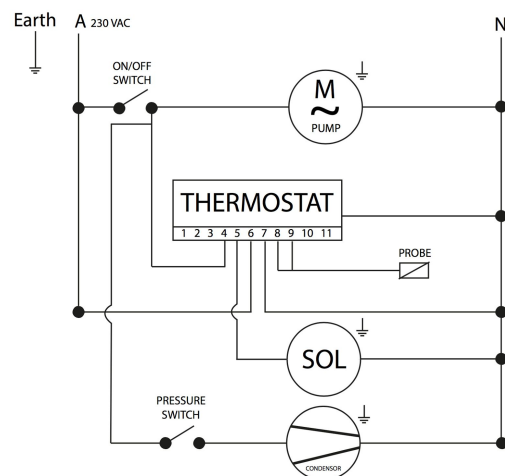 Earth
A 230 VAC
N
ON/OFF
SWITCH
M
~
PUMP
THERMOSTAT
1 2 3 4 5 6 7 8 9 10 11
PROBE
SOL
PRESSURE
SWITCH
CONDENSOR